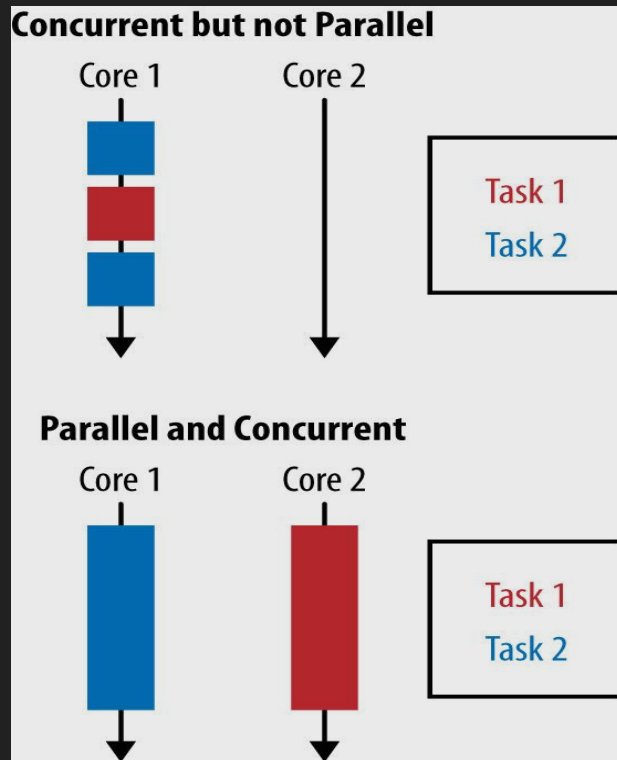 Concurrent but not Parallel
Core 1 Core 2
Task 1
Task 2
Parallel and Concurrent
Core 1 Core 2
Task 1
Task 2